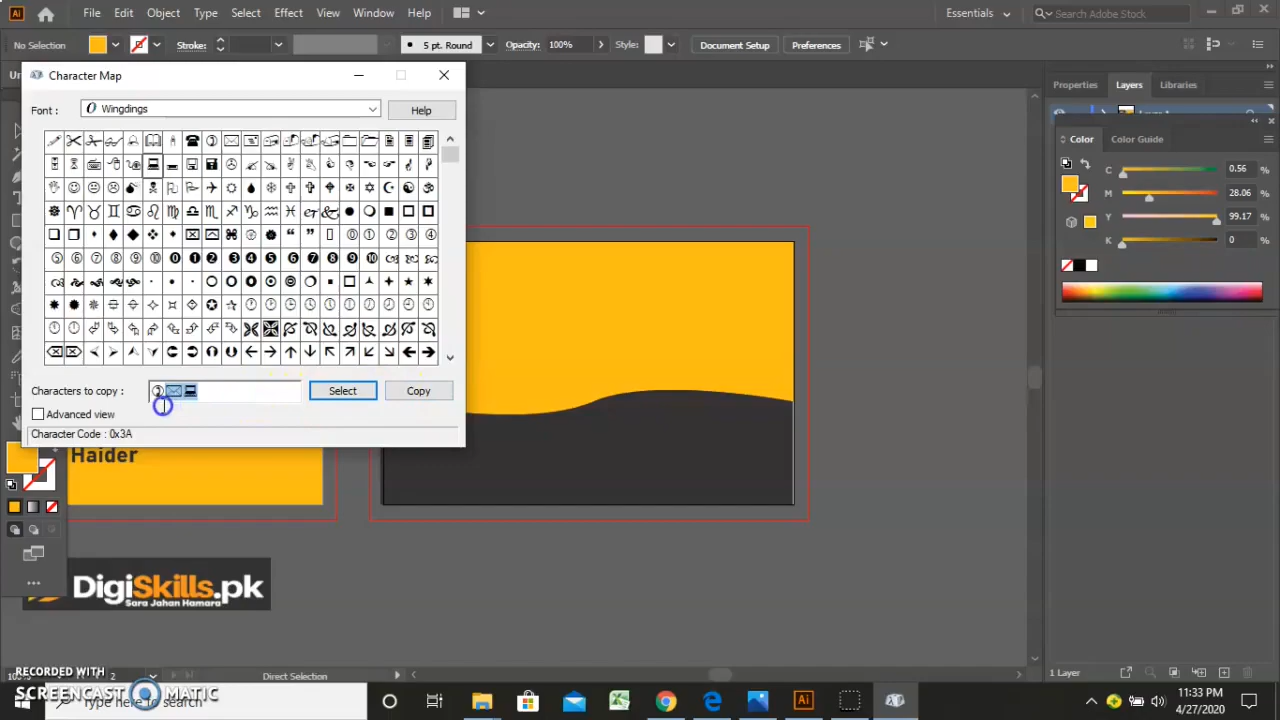 File Edit Object Type Select Effect View Window Help
Essentials
Search Adobe Stock
No Selection
Stroke:
5 pt. Round
Opacity: 100%
Style:
Document Setup
Preferences
Character Map
Font : Wingdings
Help
Characters to copy :
Select
Copy
Advanced view
Character Code : 0x3A
Properties
Layers
Libraries
Color
Color Guide
C 0.56 %
M 28.06 %
Y 99.17 %
K 0 %
Haider
DigiSkills.pk
Sara Jahan Hamara
2
Direct Selection
1 Layer
RECORDED WITH
SCREENCAST MATIC
Type here to search
11:33 PM
4/27/2020